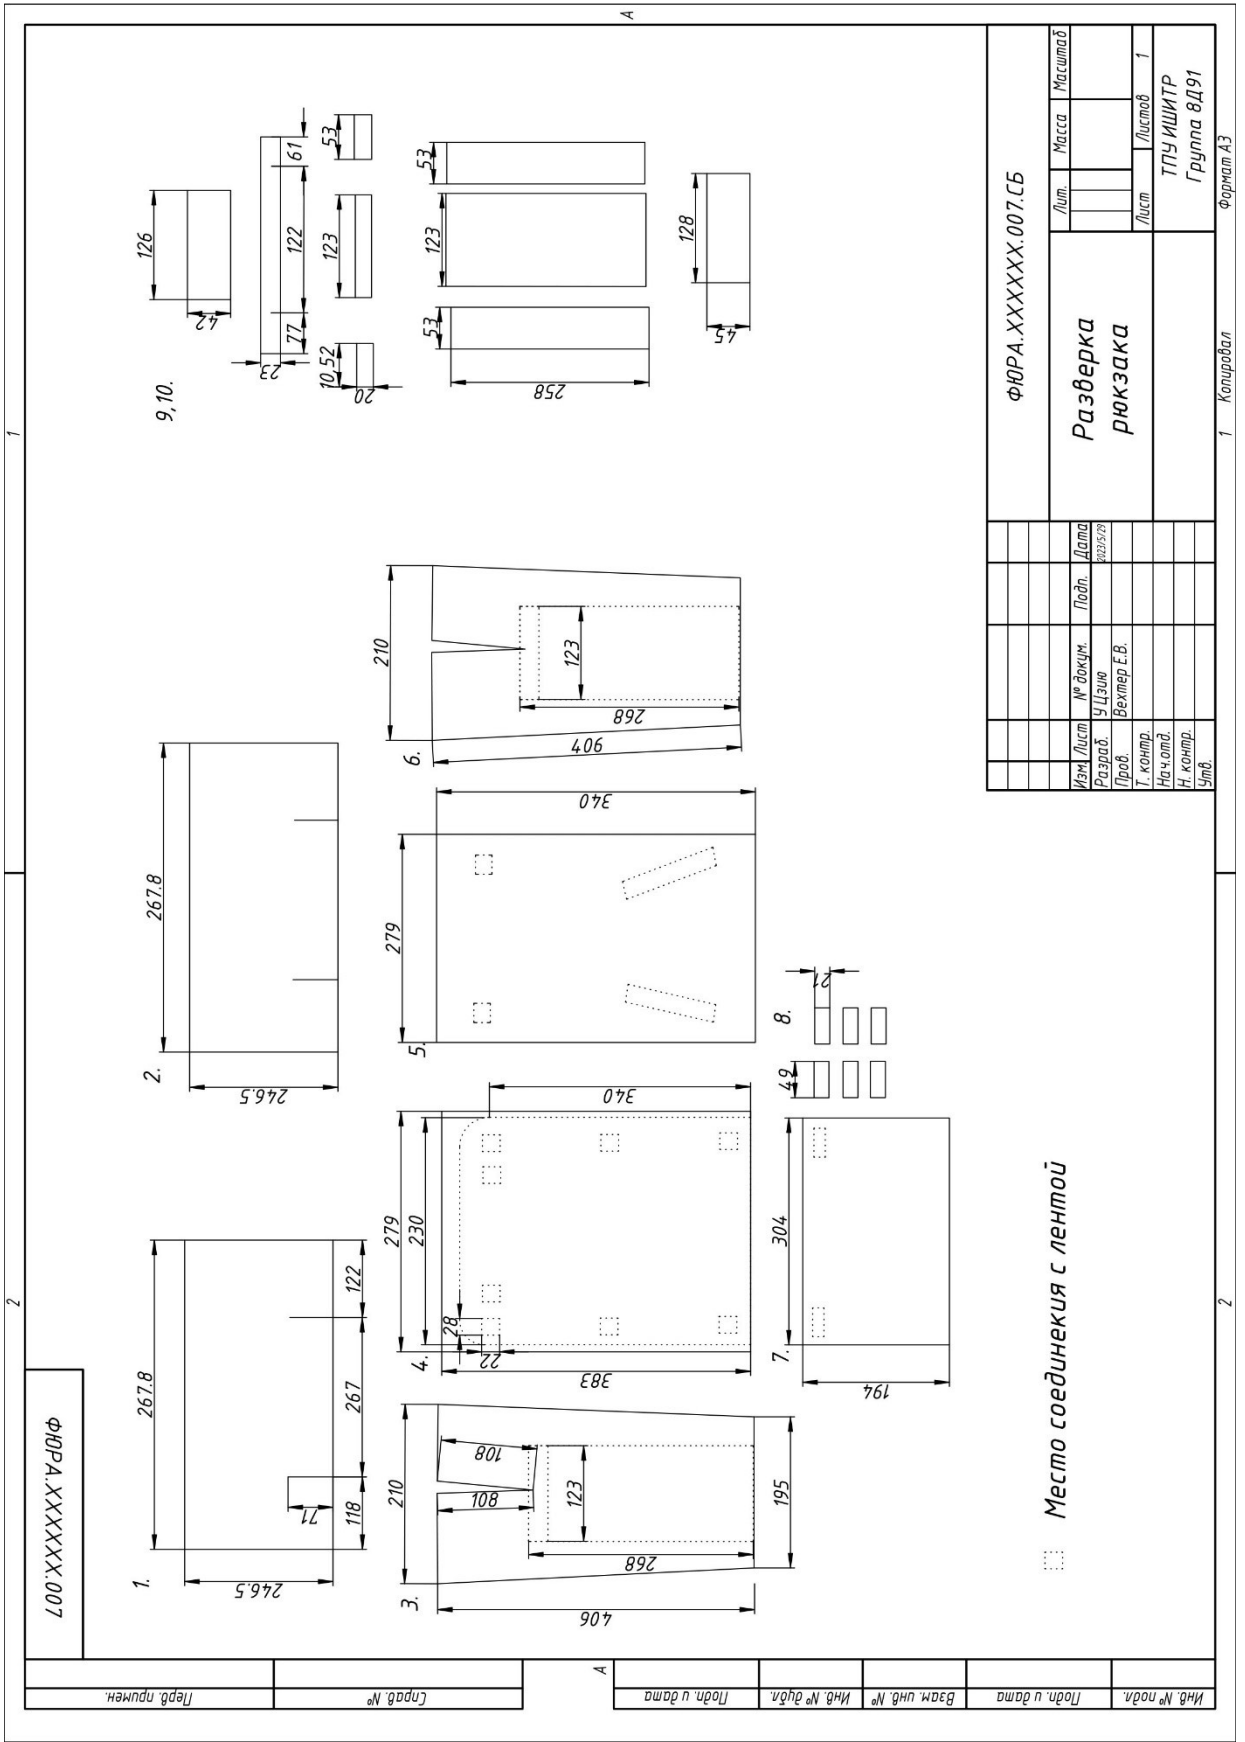 ФЮРА.ХХХХХХ.007
Перв. примен.
Справ. №
Подп. и дата
Инв. № дубл.
Взам. инв. №
Подп. и дата
Инв. № подл.
2
1
А
А
2
1
1.
267.8
246.5
71
118
267
122
2.
267.8
246.5
9,10.
126
42
23
77
122
61
10,52
20
123
53
53
258
123
53
128
45
3.
210
406
108
108
123
268
195
4.
279
230
340
28
22
383
5.
279
340
6.
210
123
268
406
7.
304
194
8.
49
21
Место соединекия с лентой
ФЮРА.ХХХХХХ.007.СБ
Разверка
рюкзака
Лит.
Масса
Масштаб
Лист
Листов
1
ТПУ ИШИТР
Группа 8Д91
Изм.
Лист
№ докум.
Подп.
Дата
Разраб.
У Цзию
2023/5/29
Пров.
Вехтер Е.В.
Т. контр.
Нач.отд.
Н. контр.
Утв.
Копировал
Формат А3